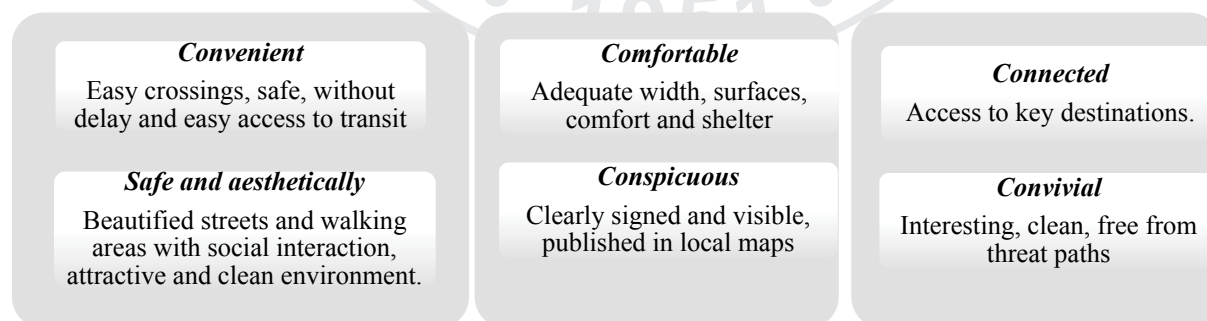 1951
Convenient
Easy crossings, safe, without
delay and easy access to transit
Safe and aesthetically
Beautified streets and walking
areas with social interaction,
attractive and clean environment.
Comfortable
Adequate width, surfaces,
comfort and shelter
Conspicuous
Clearly signed and visible,
published in local maps
Connected
Access to key destinations.
Convivial
Interesting, clean, free from
threat paths